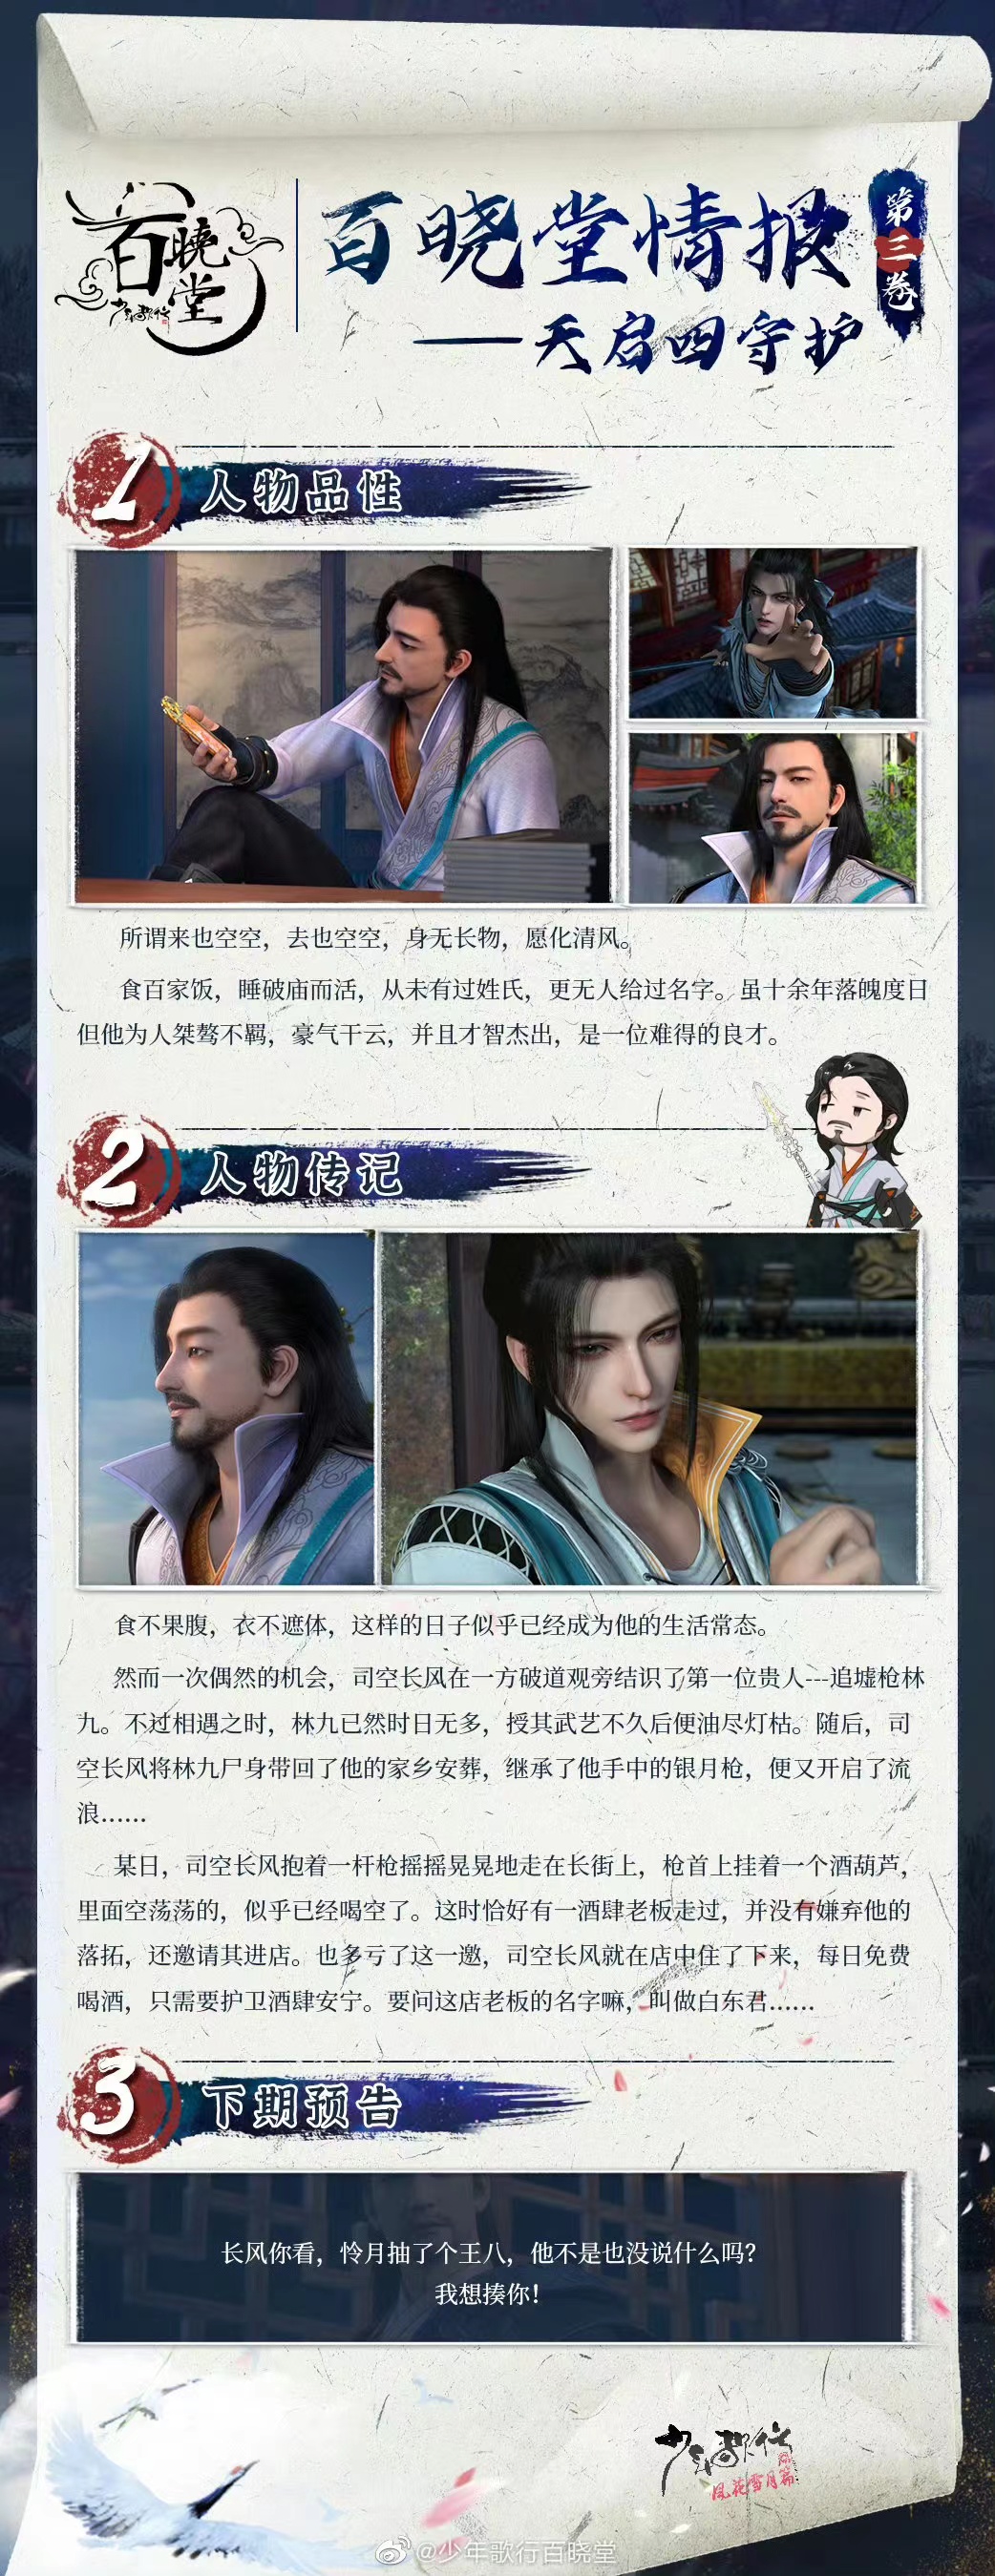 百曉堂
少年歌行
百晓堂情报
第三卷
——天启四守护
1 人物品性
所谓来也空空，去也空空，身无长物，愿化清风。
食百家饭，睡破庙而活，从未有过姓氏，更无人给过名字。虽十余年落魄度日
但他为人桀骜不羁，豪气干云，并且才智杰出，是一位难得的良才。
2 人物传记
食不果腹，衣不遮体，这样的日子似乎已经成为他的生活常态。
然而一次偶然的机会，司空长风在一方破道观旁结识了第一位贵人---追墟枪林
九。不过相遇之时，林九已然时日无多，授其武艺不久后便油尽灯枯。随后，司
空长风将林九尸身带回了他的家乡安葬，继承了他手中的银月枪，便又开启了流
浪……
某日，司空长风抱着一杆枪摇摇晃晃地走在长街上，枪首上挂着一个酒葫芦，
里面空荡荡的，似乎已经喝空了。这时恰好有一酒肆老板走过，并没有嫌弃他的
落拓，还邀请其进店。也多亏了这一邀，司空长风就在店中住了下来，每日免费
喝酒，只需要护卫酒肆安宁。要问这店老板的名字嘛，叫做白东君……
3 下期预告
长风你看，怜月抽了个王八，他不是也没说什么吗？
我想揍你！
少年歌行
风花雪月篇
@少年歌行百晓堂